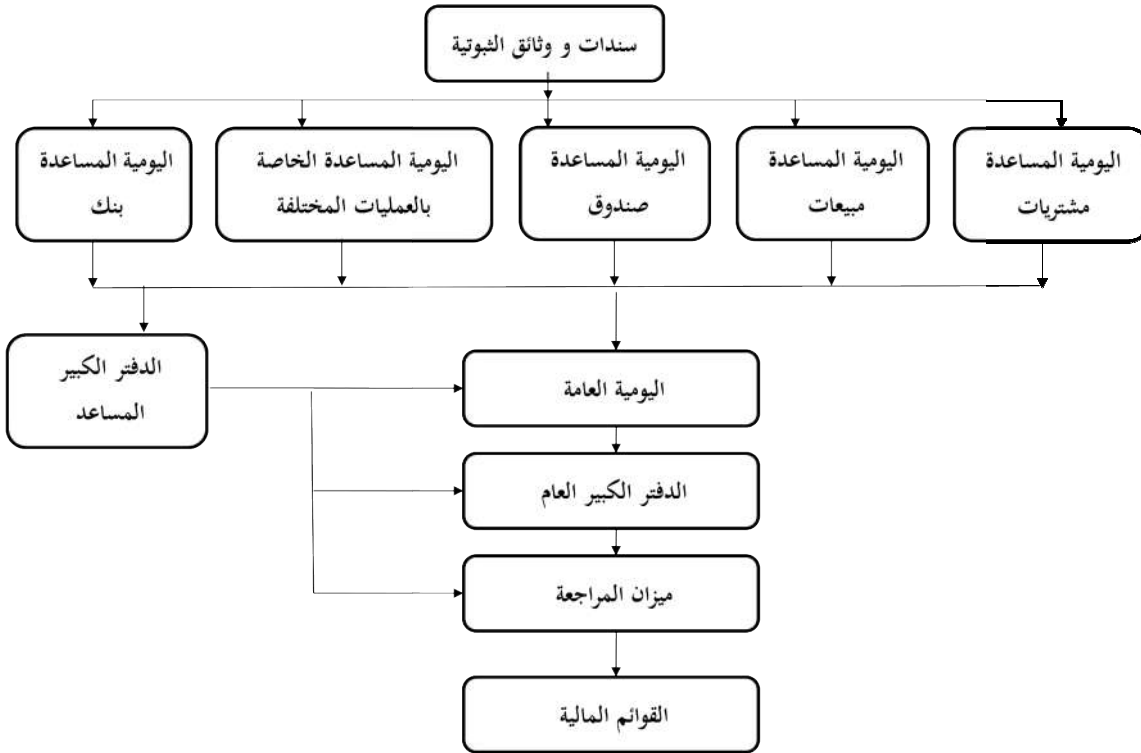 سندات و وثائق الثبوتية
اليومية المساعدة
مشتريات
اليومية المساعدة
مبيعات
اليومية المساعدة
صندوق
اليومية المساعدة الخاصة
بالعمليات المختلفة
اليومية المساعدة
بنك
الدفتر الكبير
المساعد
اليومية العامة
الدفتر الكبير العام
ميزان المراجعة
القوائم المالية